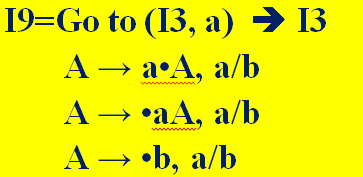 I9=Go to (I3, a) ➔ I3
A → a•A, a/b
A → •aA, a/b
A → •b, a/b